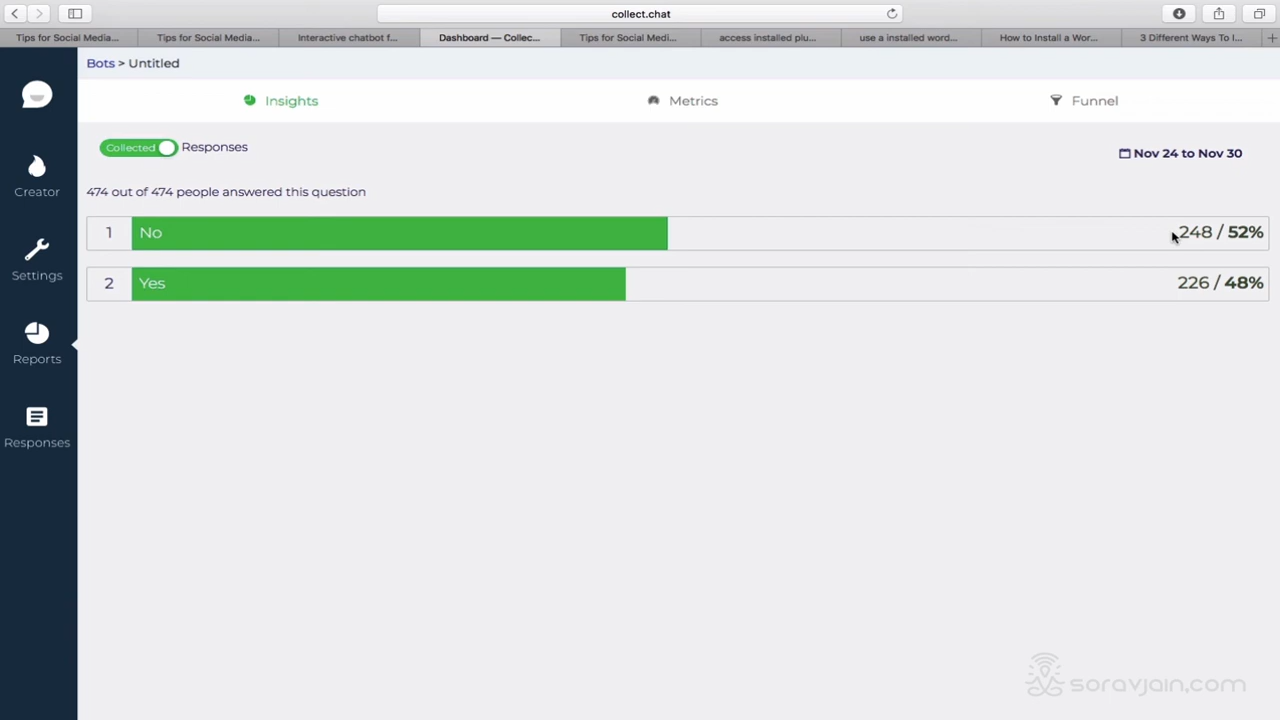 collect.chat
Tips for Social Media...
Tips for Social Media...
Interactive chatbot f...
Dashboard — Collec...
Tips for Social Medi...
access installed plu...
use a installed word...
How to Install a Wor...
3 Different Ways To I...
Bots > Untitled
Insights
Metrics
Funnel
Collected Responses
Nov 24 to Nov 30
474 out of 474 people answered this question
1 No 248 / 52%
2 Yes 226 / 48%
Creator
Settings
Reports
Responses
soravjain.com